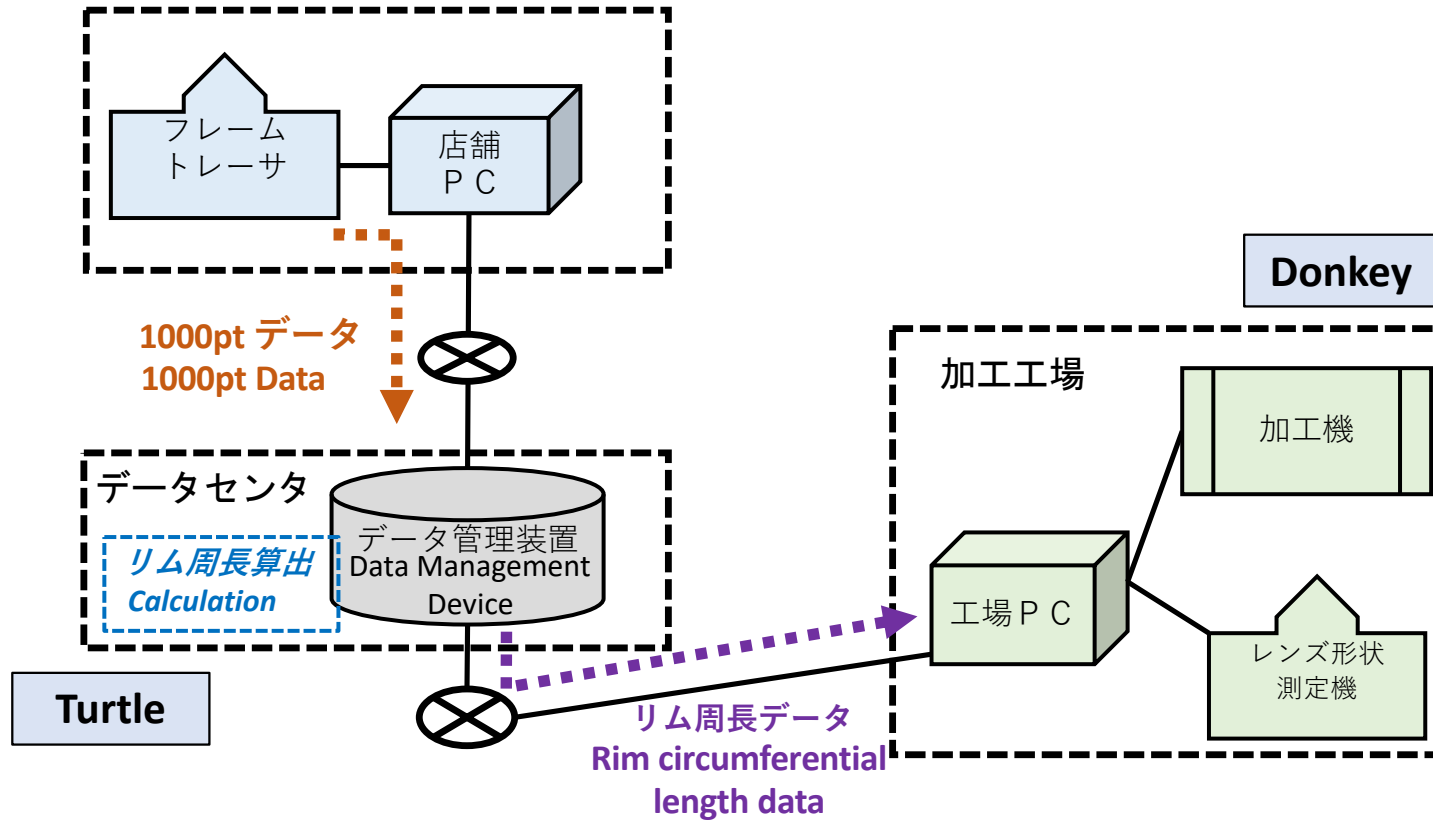 フレーム
トレーサ
店舗
ＰＣ
1000pt データ
1000pt Data
データセンタ
リム周長算出
Calculation
データ管理装置
Data Management
Device
Turtle
リム周長データ
Rim circumferential
length data
Donkey
加工工場
加工機
工場ＰＣ
レンズ形状
測定機